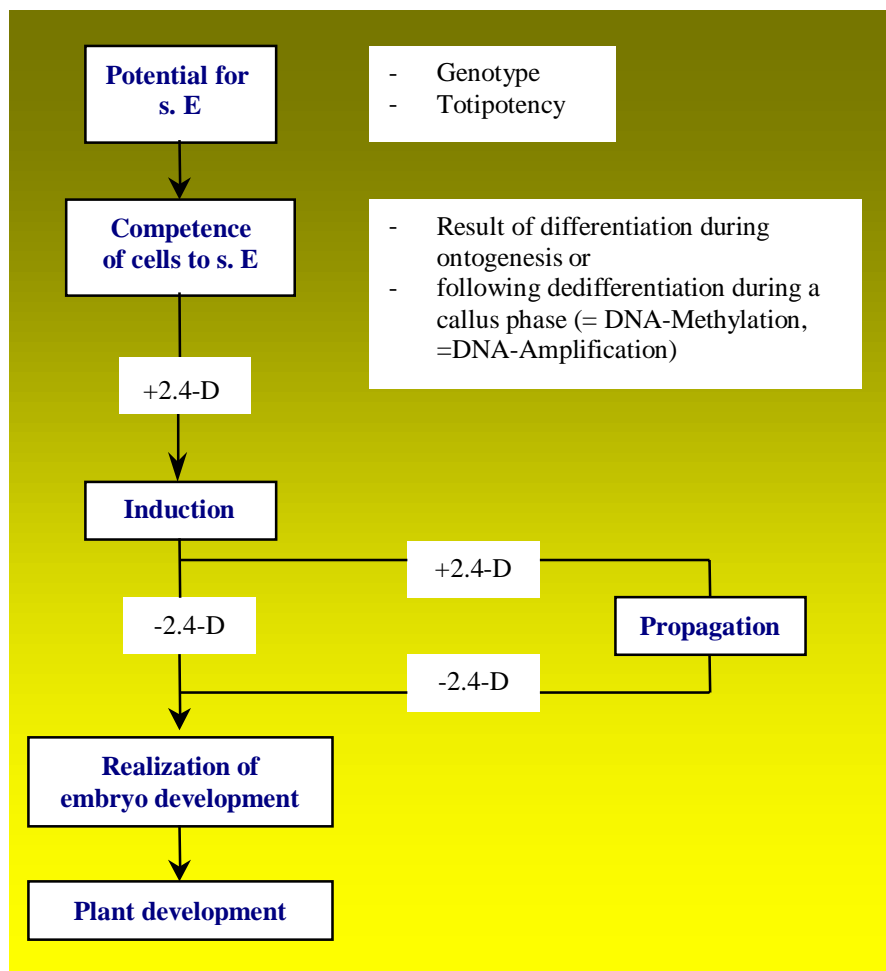 Potential for
s. E
- Genotype
- Totipotency
Competence
of cells to s. E
- Result of differentiation during
ontogenesis or
- following dedifferentiation during a
callus phase (= DNA-Methylation,
=DNA-Amplification)
+2.4-D
Induction
+2.4-D
-2.4-D
Propagation
-2.4-D
Realization of
embryo development
Plant development